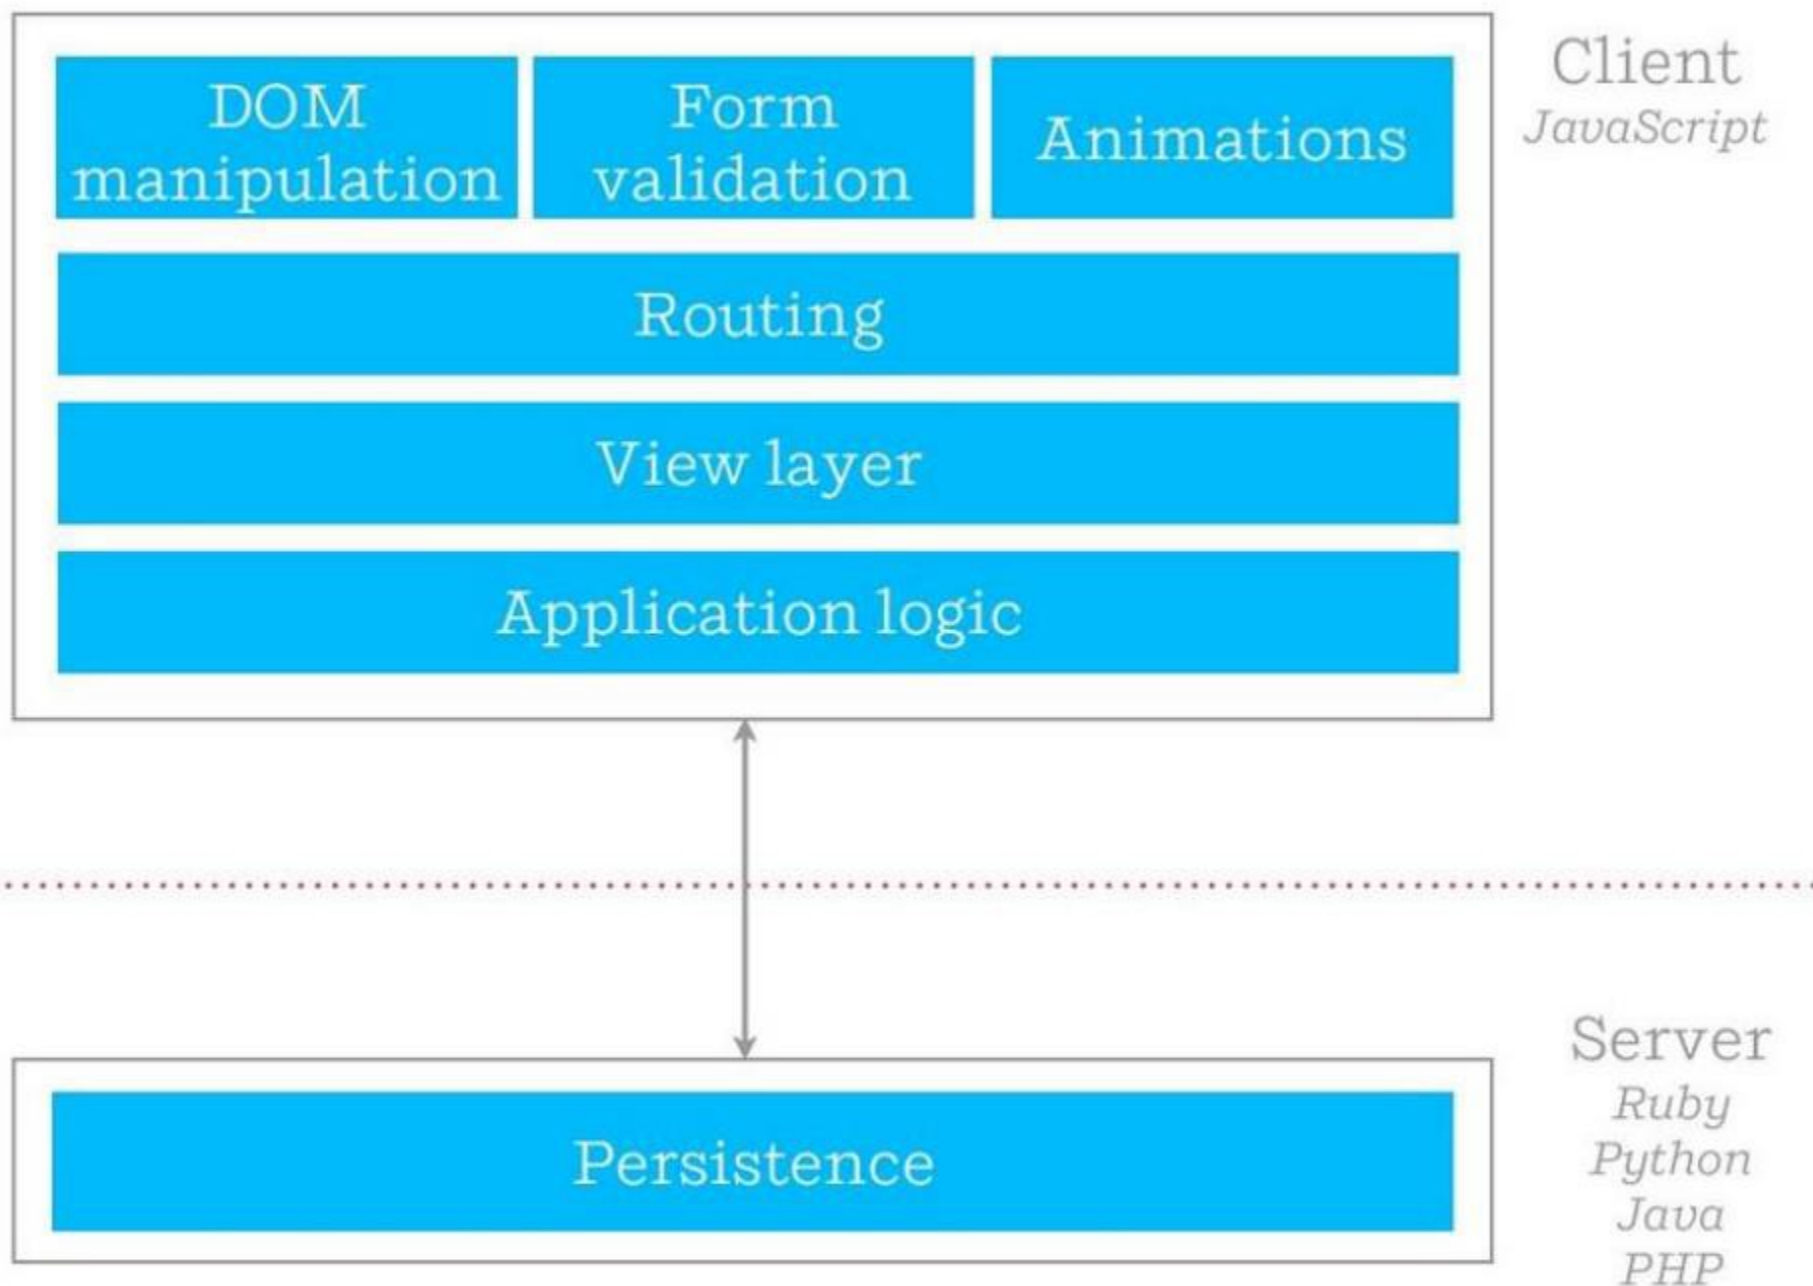 DOM
manipulation
Form
validation
Animations
Client
JavaScript
Routing
View layer
Application logic
Server
Ruby
Python
Java
PHP
Persistence